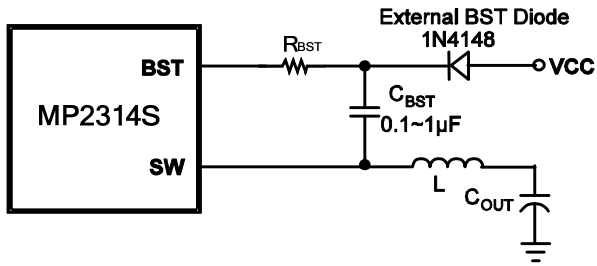 External BST Diode
1N4148
RBST
BST
VCC
CBST
0.1~1µF
MP2314S
SW
L
COUT